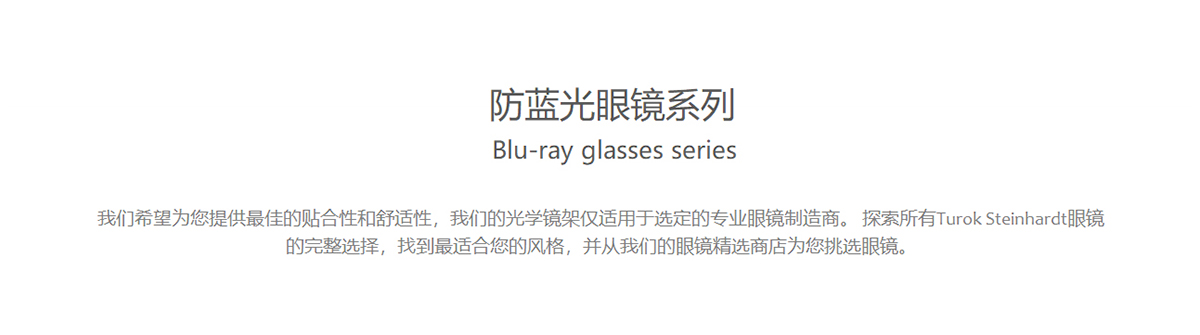 防蓝光眼镜系列
Blu-ray glasses series
我们希望为您提供最佳的贴合性和舒适性，我们的光学镜架仅适用于选定的专业眼镜制造商。 探索所有Turok Steinhardt眼镜
的完整选择，找到最适合您的风格，并从我们的眼镜精选商店为您挑选眼镜。